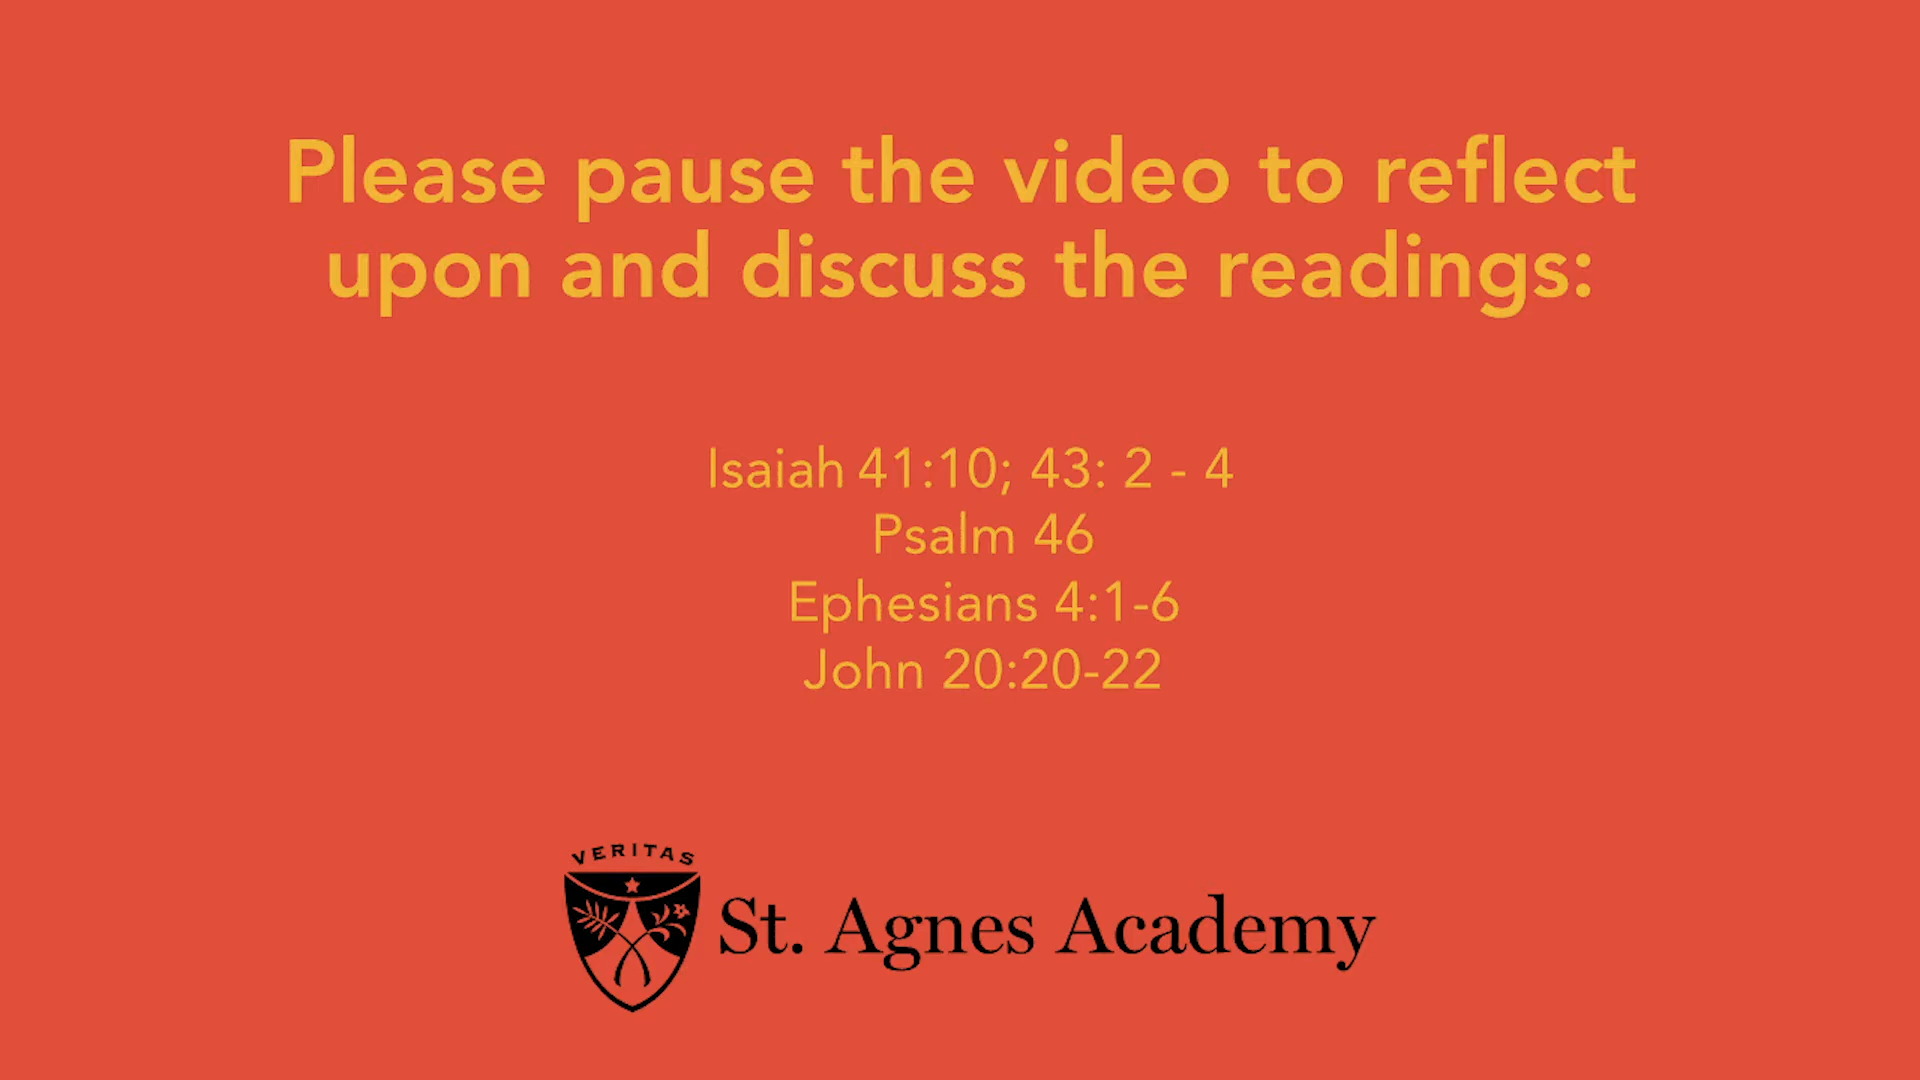 Please pause the video to reflect
upon and discuss the readings:
Isaiah 41:10; 43: 2 - 4
Psalm 46
Ephesians 4:1-6
John 20:20-22
VERITAS
St. Agnes Academy